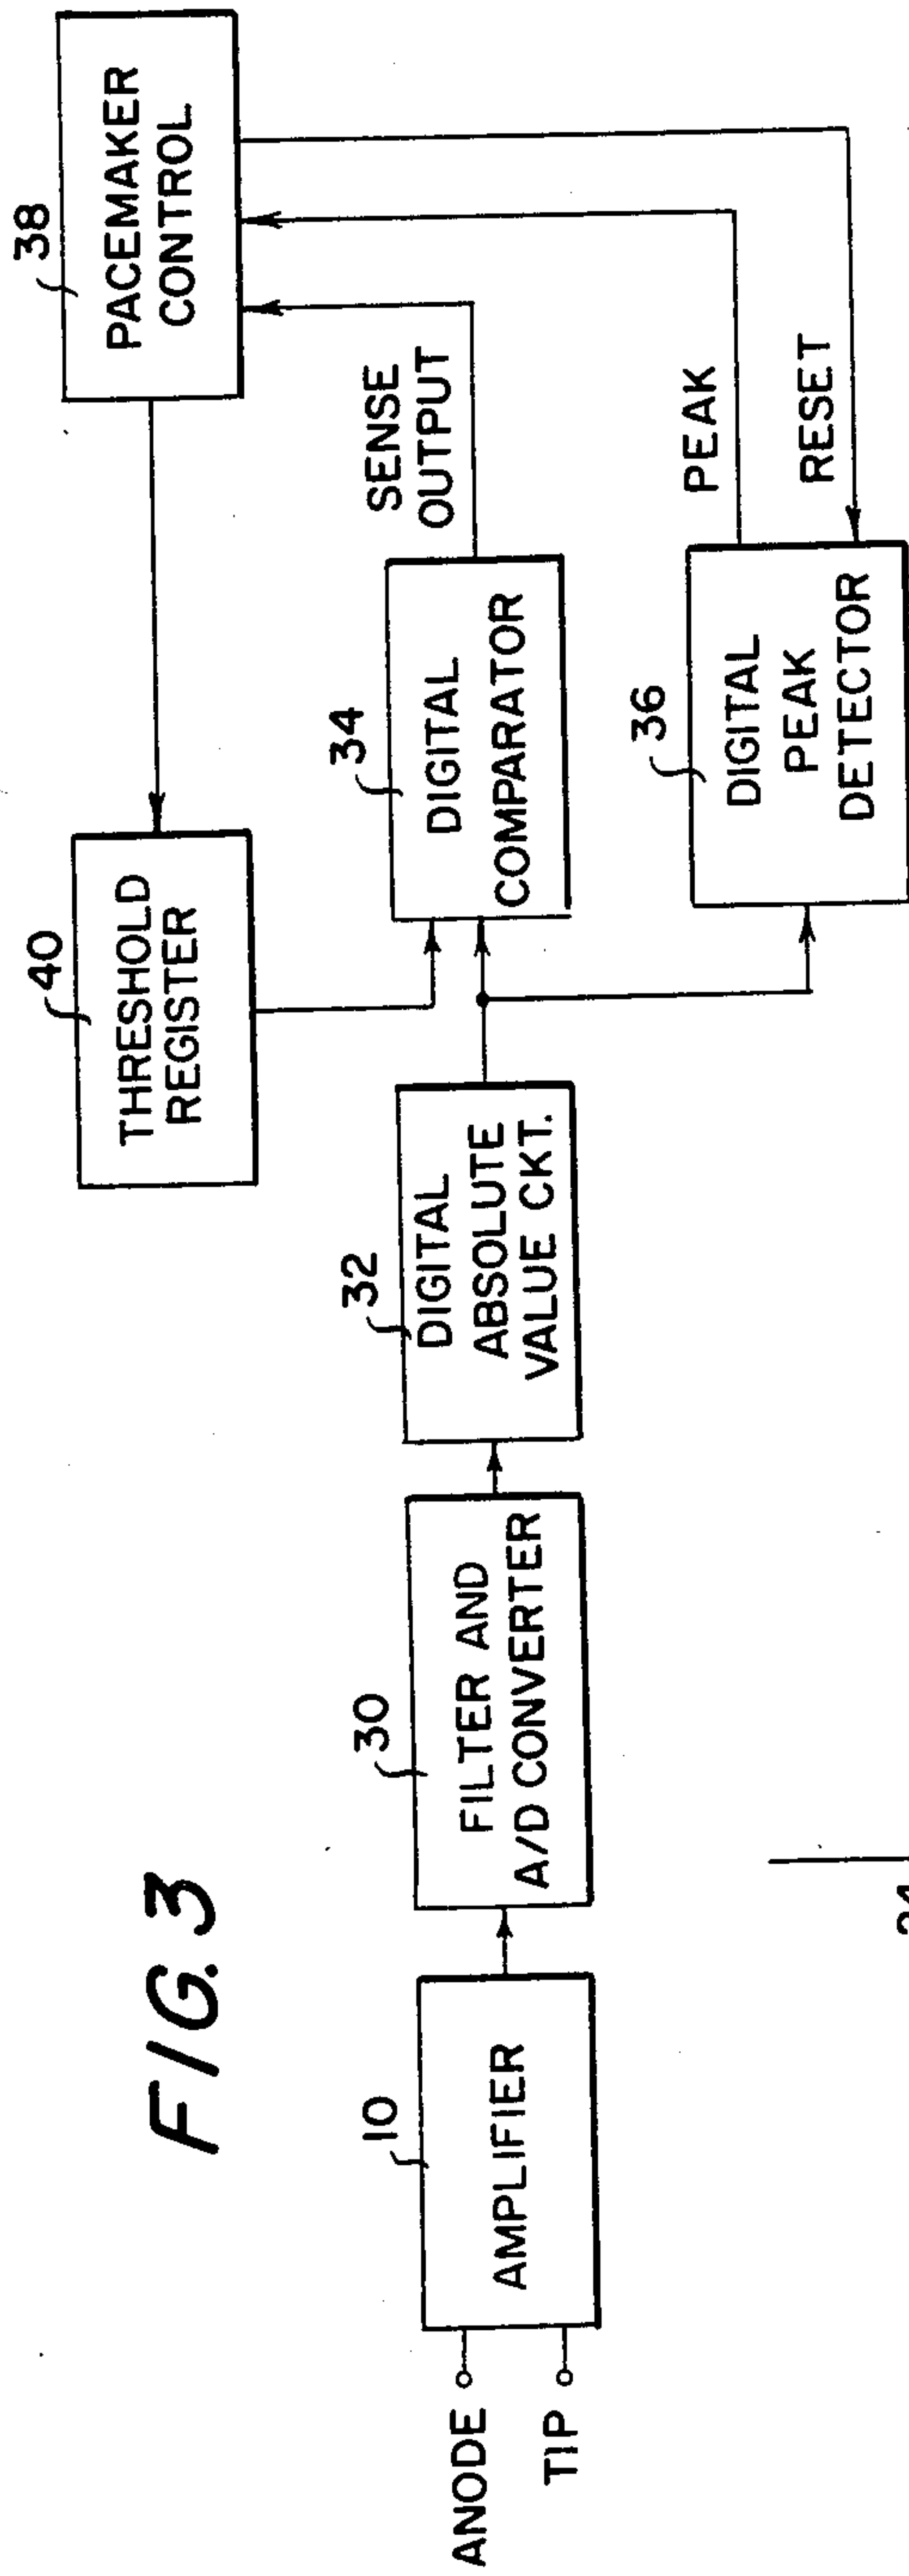 FIG. 3
ANODE
TIP
10
AMPLIFIER
30
FILTER AND
A/D CONVERTER
32
DIGITAL
ABSOLUTE
VALUE CKT.
40
THRESHOLD
REGISTER
34
DIGITAL
COMPARATOR
SENSE
OUTPUT
36
DIGITAL
PEAK
DETECTOR
PEAK
RESET
38
PACEMAKER
CONTROL